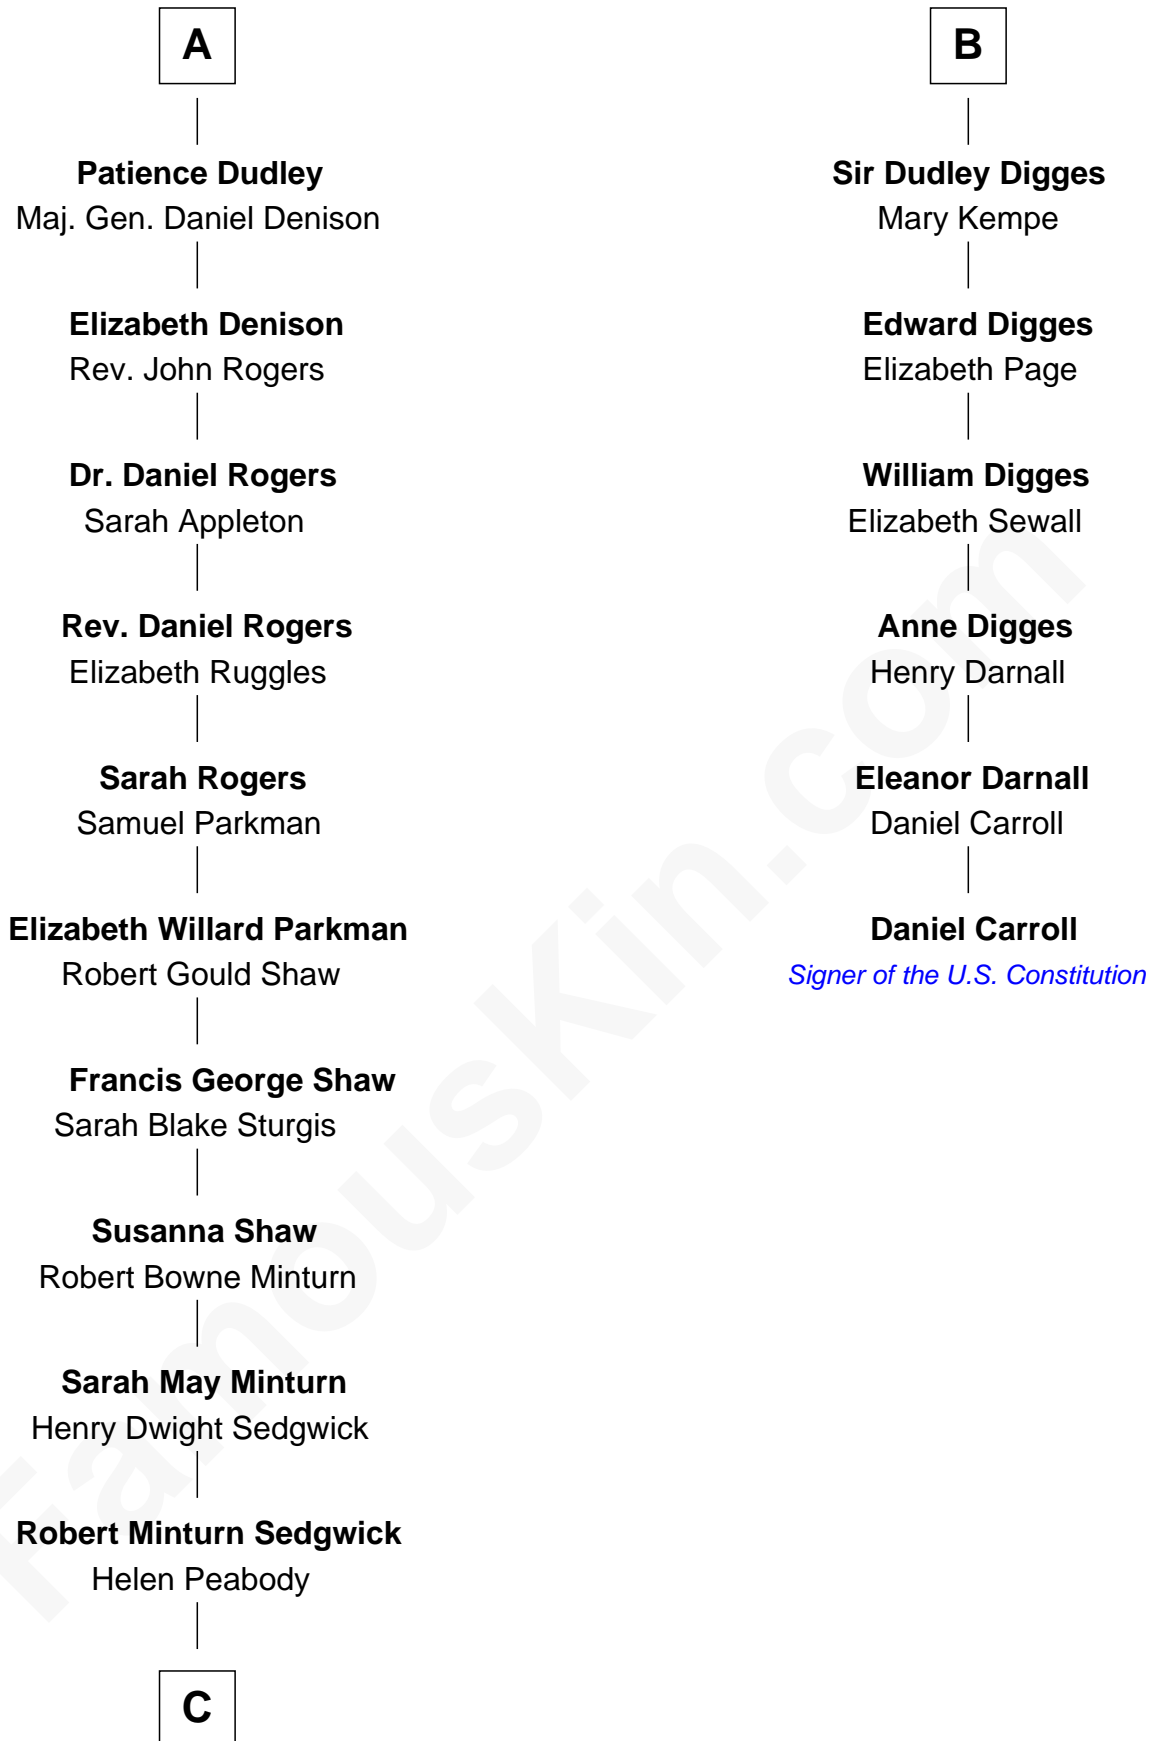 A
Patience Dudley
Maj. Gen. Daniel Denison
Elizabeth Denison
Rev. John Rogers
Dr. Daniel Rogers
Sarah Appleton
Rev. Daniel Rogers
Elizabeth Ruggles
Sarah Rogers
Samuel Parkman
Elizabeth Willard Parkman
Robert Gould Shaw
Francis George Shaw
Sarah Blake Sturgis
Susanna Shaw
Robert Bowne Minturn
Sarah May Minturn
Henry Dwight Sedgwick
Robert Minturn Sedgwick
Helen Peabody
C
B
Sir Dudley Digges
Mary Kempe
Edward Digges
Elizabeth Page
William Digges
Elizabeth Sewall
Anne Digges
Henry Darnall
Eleanor Darnall
Daniel Carroll
Daniel Carroll
Signer of the U.S. Constitution
FamousKin.com